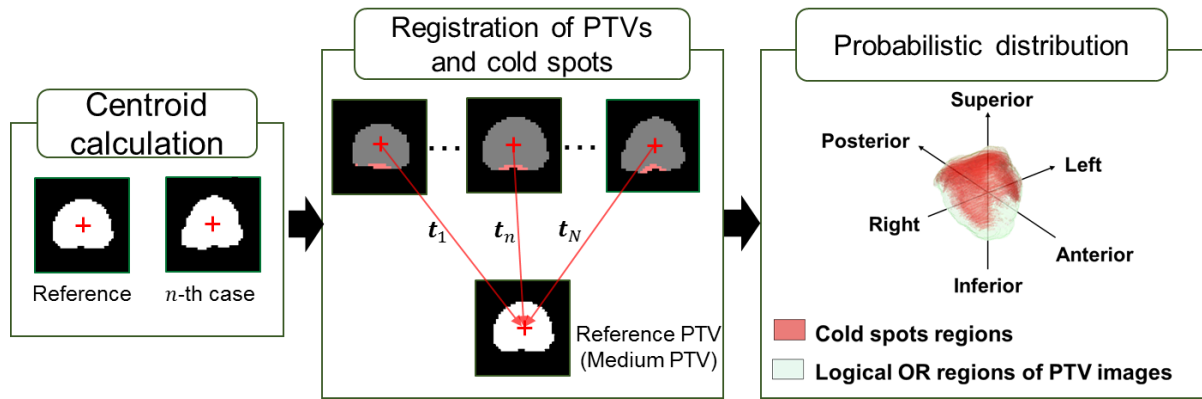 Centroid
calculation
Reference
n-th case
Registration of PTVs
and cold spots
...
...
t₁
tₙ
t_N
Reference PTV
(Medium PTV)
Probabilistic distribution
Superior
Posterior
Left
Right
Anterior
Inferior
Cold spots regions
Logical OR regions of PTV images